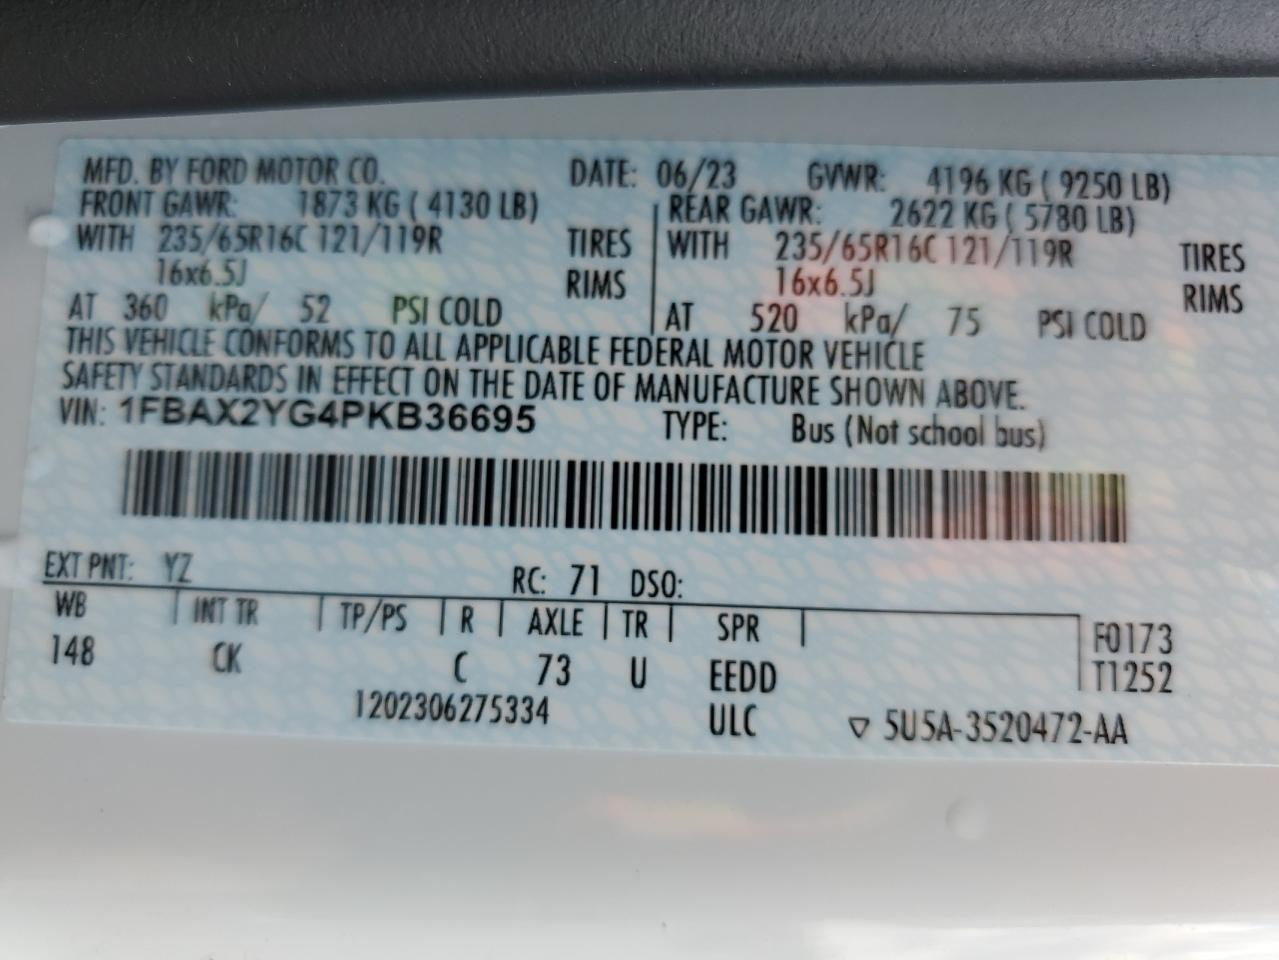 MFD. BY FORD MOTOR CO. DATE: 06/23 GVWR: 4196 KG ( 9250 LB)
FRONT GAWR: 1873 KG ( 4130 LB) REAR GAWR: 2622 KG ( 5780 LB)
WITH 235/65R16C 121/119R TIRES WITH 235/65R16C 121/119R TIRES
16x6.5J RIMS 16x6.5J RIMS
AT 360 kPa/ 52 PSI COLD AT 520 kPa/ 75 PSI COLD
THIS VEHICLE CONFORMS TO ALL APPLICABLE FEDERAL MOTOR VEHICLE
SAFETY STANDARDS IN EFFECT ON THE DATE OF MANUFACTURE SHOWN ABOVE.
VIN: 1FBAX2YG4PKB36695 TYPE: Bus (Not school bus)
EXT PNT: YZ RC: 71 DSO:
WB INT TR TP/PS R AXLE TR SPR F0173
148 CK C 73 U EEDD T1252
1202306275334 ULC ▽ 5U5A-3520472-AA